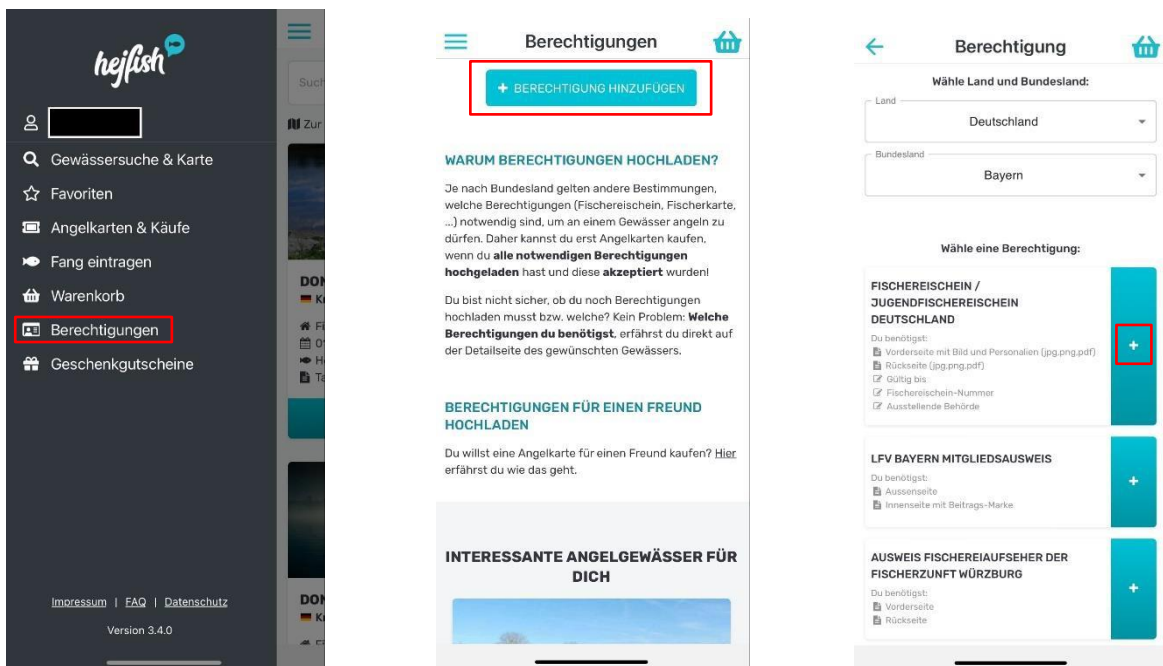 hejfish
Gewässersuche & Karte
Favoriten
Angelkarten & Käufe
Fang eintragen
Warenkorb
Berechtigungen
Geschenkgutscheine
Impressum | FAQ | Datenschutz
Version 3.4.0
Such
Zur
DON
Berechtigungen
+ BERECHTIGUNG HINZUFÜGEN
WARUM BERECHTIGUNGEN HOCHLADEN?
Je nach Bundesland gelten andere Bestimmungen,
welche Berechtigungen (Fischereischein, Fischerkarte,
...) notwendig sind, um an einem Gewässer angeln zu
dürfen. Daher kannst du erst Angelkarten kaufen,
wenn du alle notwendigen Berechtigungen
hochgeladen hast und diese akzeptiert wurden!
Du bist nicht sicher, ob du noch Berechtigungen
hochladen musst bzw. welche? Kein Problem: Welche
Berechtigungen du benötigst, erfährst du direkt auf
der Detailseite des gewünschten Gewässers.
BERECHTIGUNGEN FÜR EINEN FREUND
HOCHLADEN
Du willst eine Angelkarte für einen Freund kaufen? Hier
erfährst du wie das geht.
INTERESSANTE ANGELGEWÄSSER FÜR
DICH
Berechtigung
Wähle Land und Bundesland:
Land
Deutschland
Bundesland
Bayern
Wähle eine Berechtigung:
FISCHEREISCHEIN /
JUGENDFISCHEREISCHEIN
DEUTSCHLAND
Du benötigst:
Vorderseite mit Bild und Personalien (jpg,png,pdf)
Rückseite (jpg,png,pdf)
Gültig bis:
Fischereischein-Nummer
Ausstellende Behörde
+
LFV BAYERN MITGLIEDSAUSWEIS
Du benötigst:
Aussenseite
Innenseite mit Beitrags-Marke
+
AUSWEIS FISCHEREIAUFSEHER DER
FISCHERZUNFT WÜRZBURG
Du benötigst:
Vorderseite
Rückseite
+